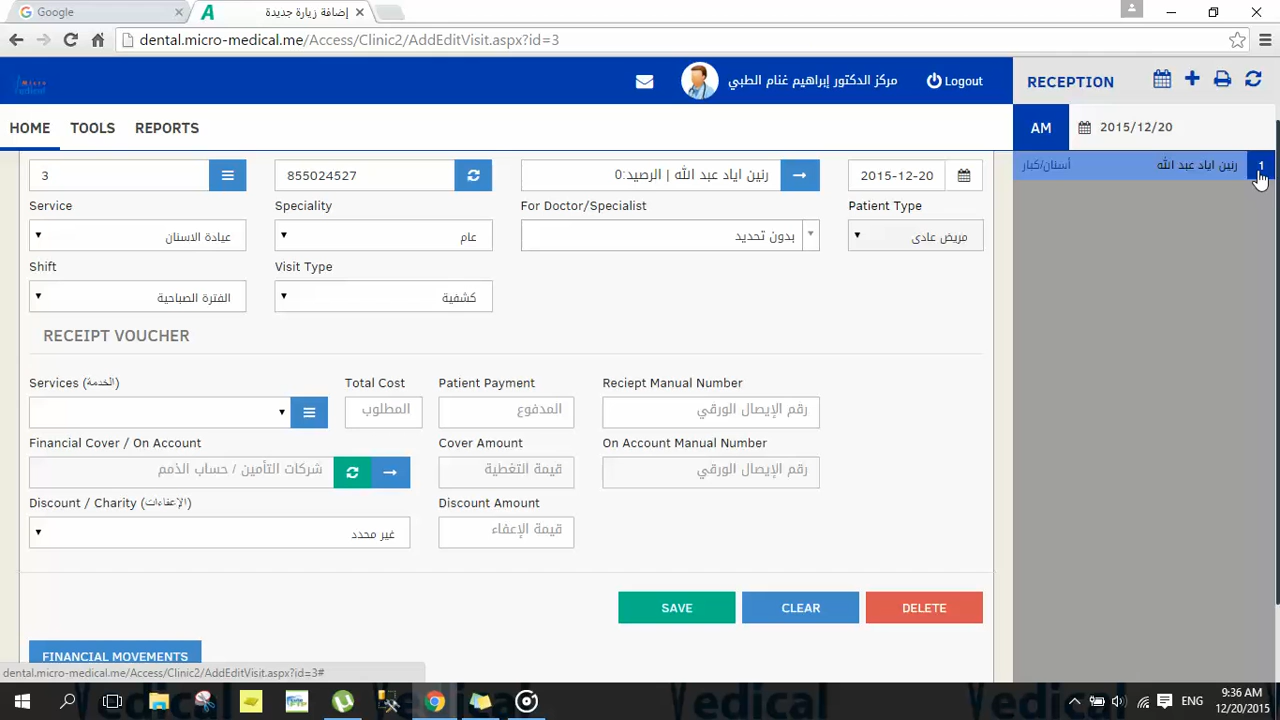 Google
إضافة زيارة جديدة
dental.micro-medical.me/Access/Clinic2/AddEditVisit.aspx?id=3
مركز الدكتور إبراهيم غنام الطبي
Logout
RECEPTION
HOME TOOLS REPORTS
AM 2015/12/20
3 855024527 رنين اياد عبد الله | الرصيد:0 2015-12-20
أسنان/كبار رنين اياد عبد الله 1
Service Speciality For Doctor/Specialist Patient Type
عيادة الاسنان عام بدون تحديد مريض عادى
Shift Visit Type
الفترة الصباحية كشفية
RECEIPT VOUCHER
Services (الخدمة) Total Cost Patient Payment Reciept Manual Number
المطلوب المدفوع رقم الإيصال الورقي
Financial Cover / On Account Cover Amount On Account Manual Number
شركات التأمين / حساب الذمم قيمة التغطية رقم الإيصال الورقي
Discount / Charity (الإعفاءات) Discount Amount
غير محدد قيمة الإعفاء
SAVE CLEAR DELETE
FINANCIAL MOVEMENTS
dental.micro-medical.me/Access/Clinic2/AddEditVisit.aspx?id=3#
ENG 9:36 AM
12/20/2015